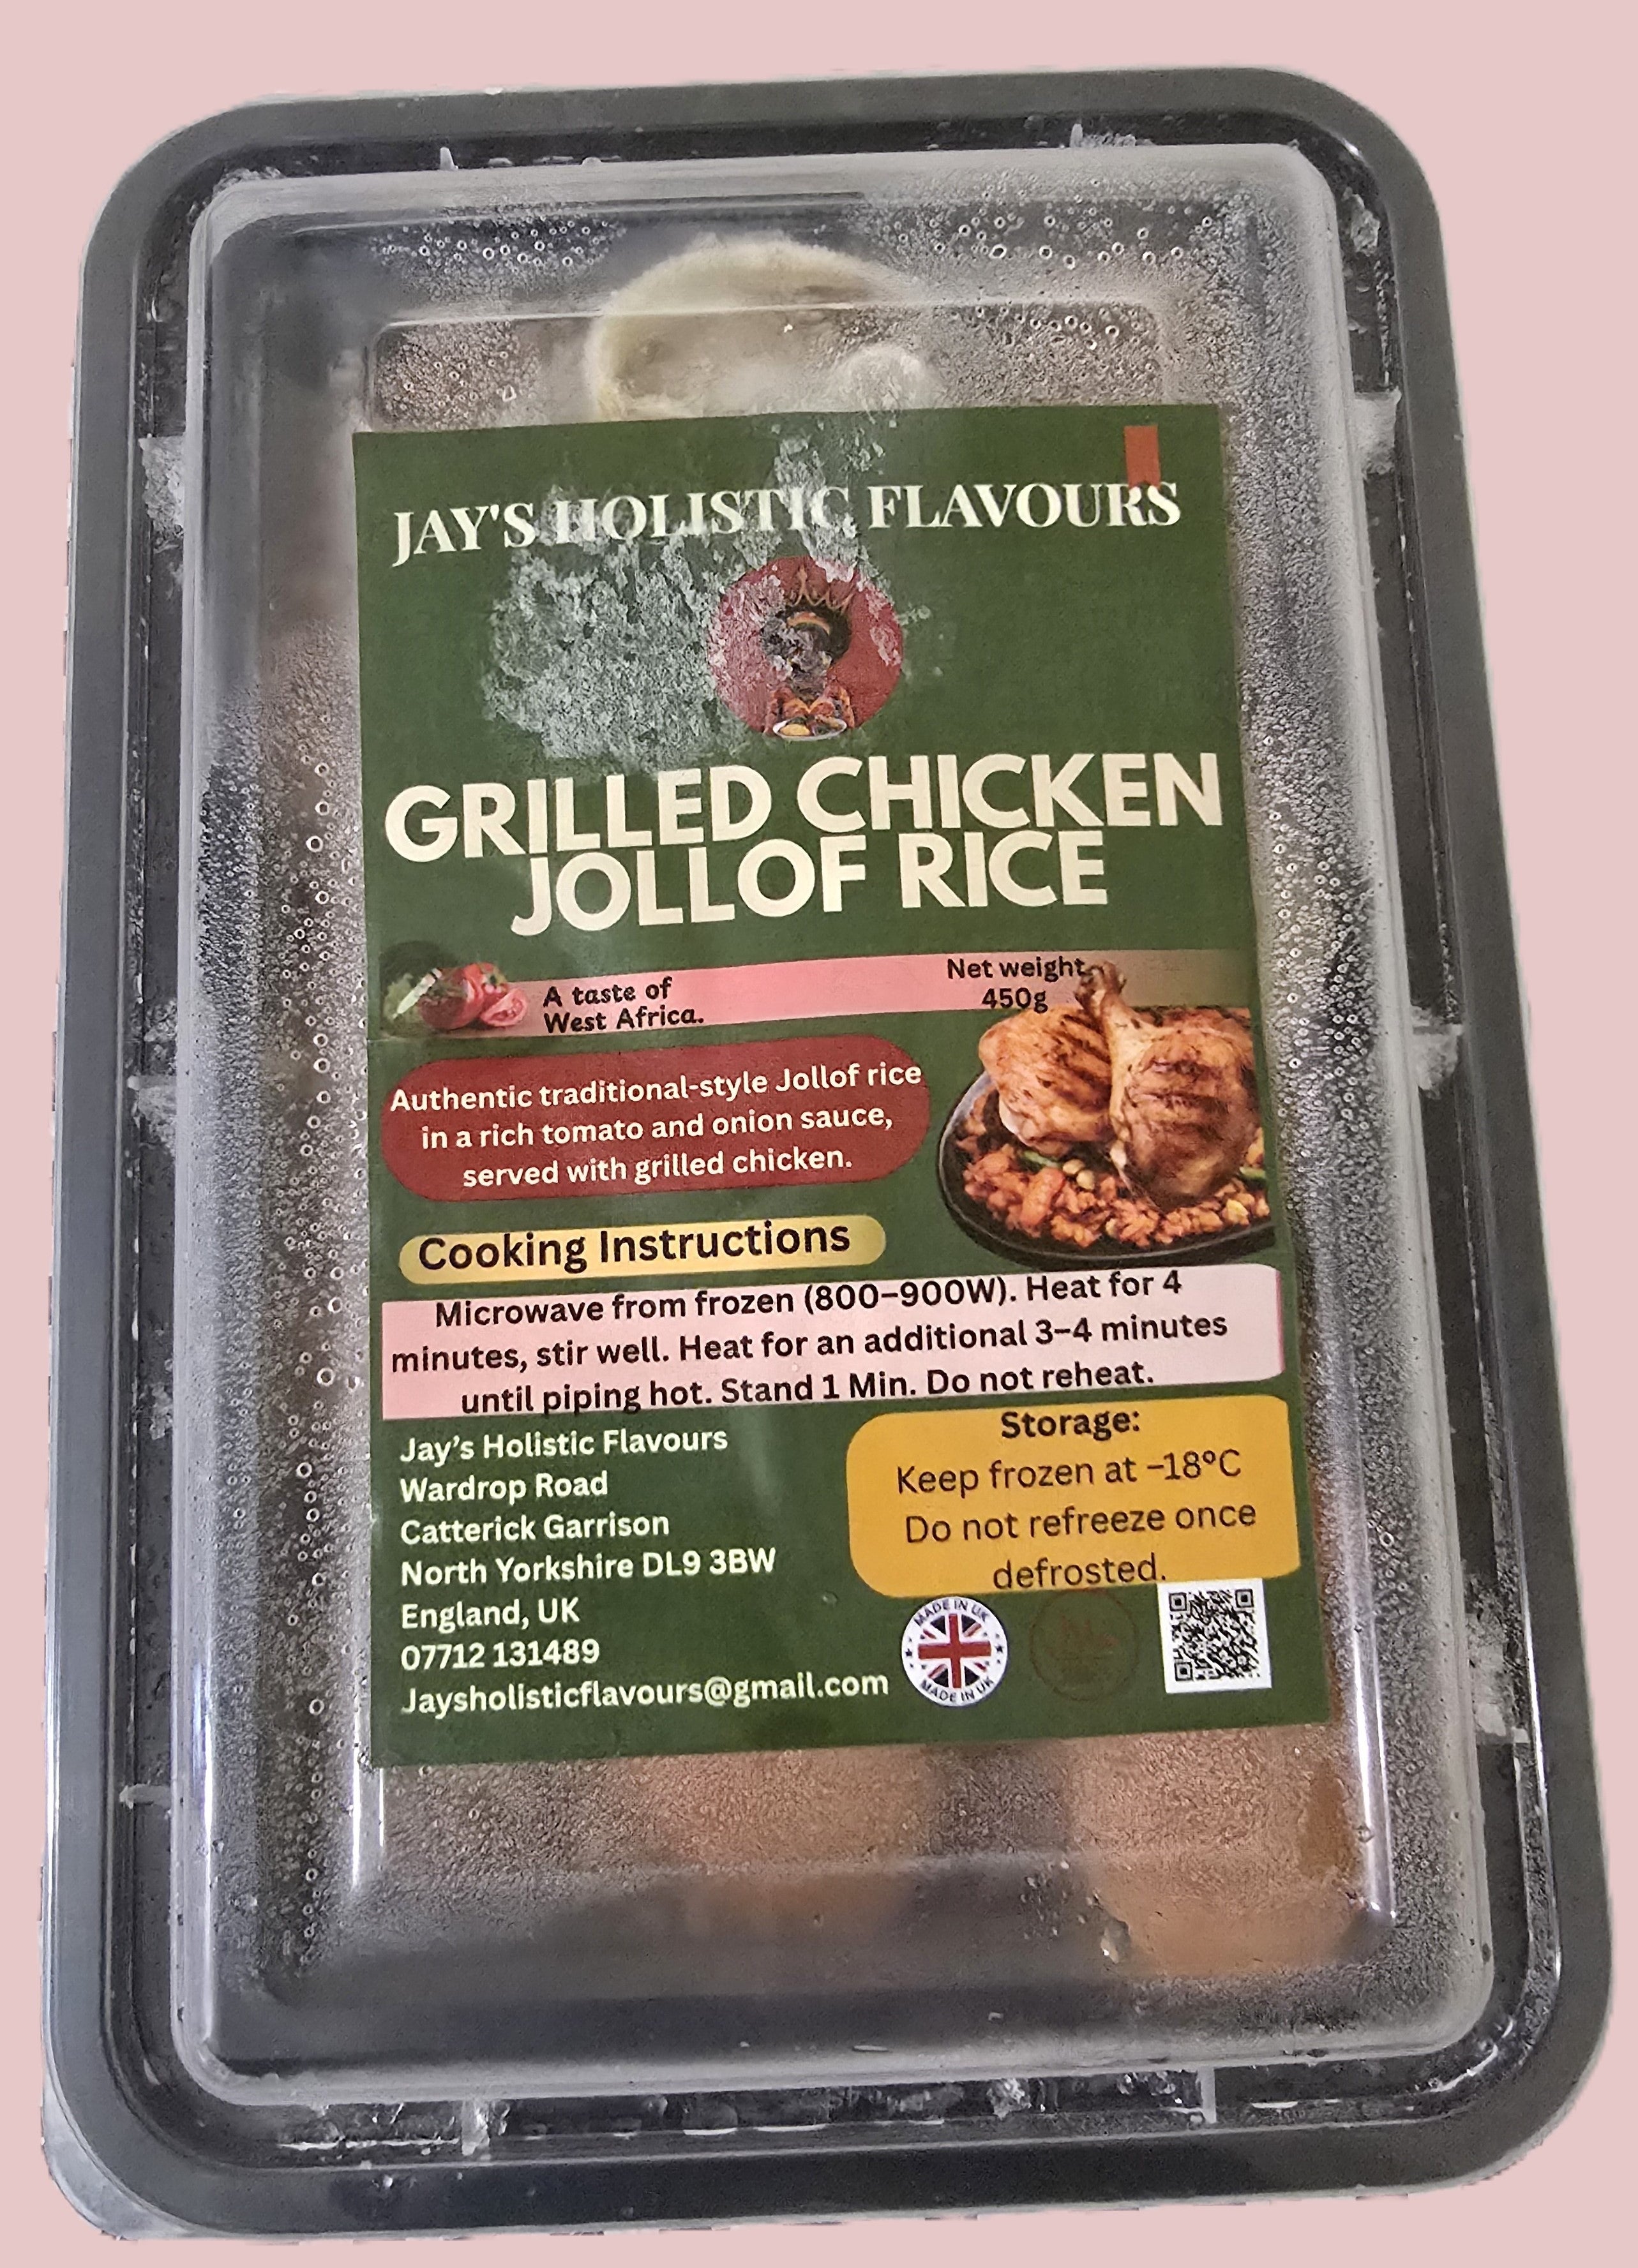 JAY'S HOLISTIC FLAVOURS
GRILLED CHICKEN
JOLLOF RICE
A taste of
West Africa.
Net weight
450g
Authentic traditional-style Jollof rice
in a rich tomato and onion sauce,
served with grilled chicken.
Cooking Instructions
Microwave from frozen (800–900W). Heat for 4
minutes, stir well. Heat for an additional 3–4 minutes
until piping hot. Stand 1 Min. Do not reheat.
Jay's Holistic Flavours
Wardrop Road
Catterick Garrison
North Yorkshire DL9 3BW
England, UK
07712 131489
Jaysholisticflavours@gmail.com
Storage:
Keep frozen at –18°C
Do not refreeze once
defrosted.
MADE IN UK
MADE IN UK